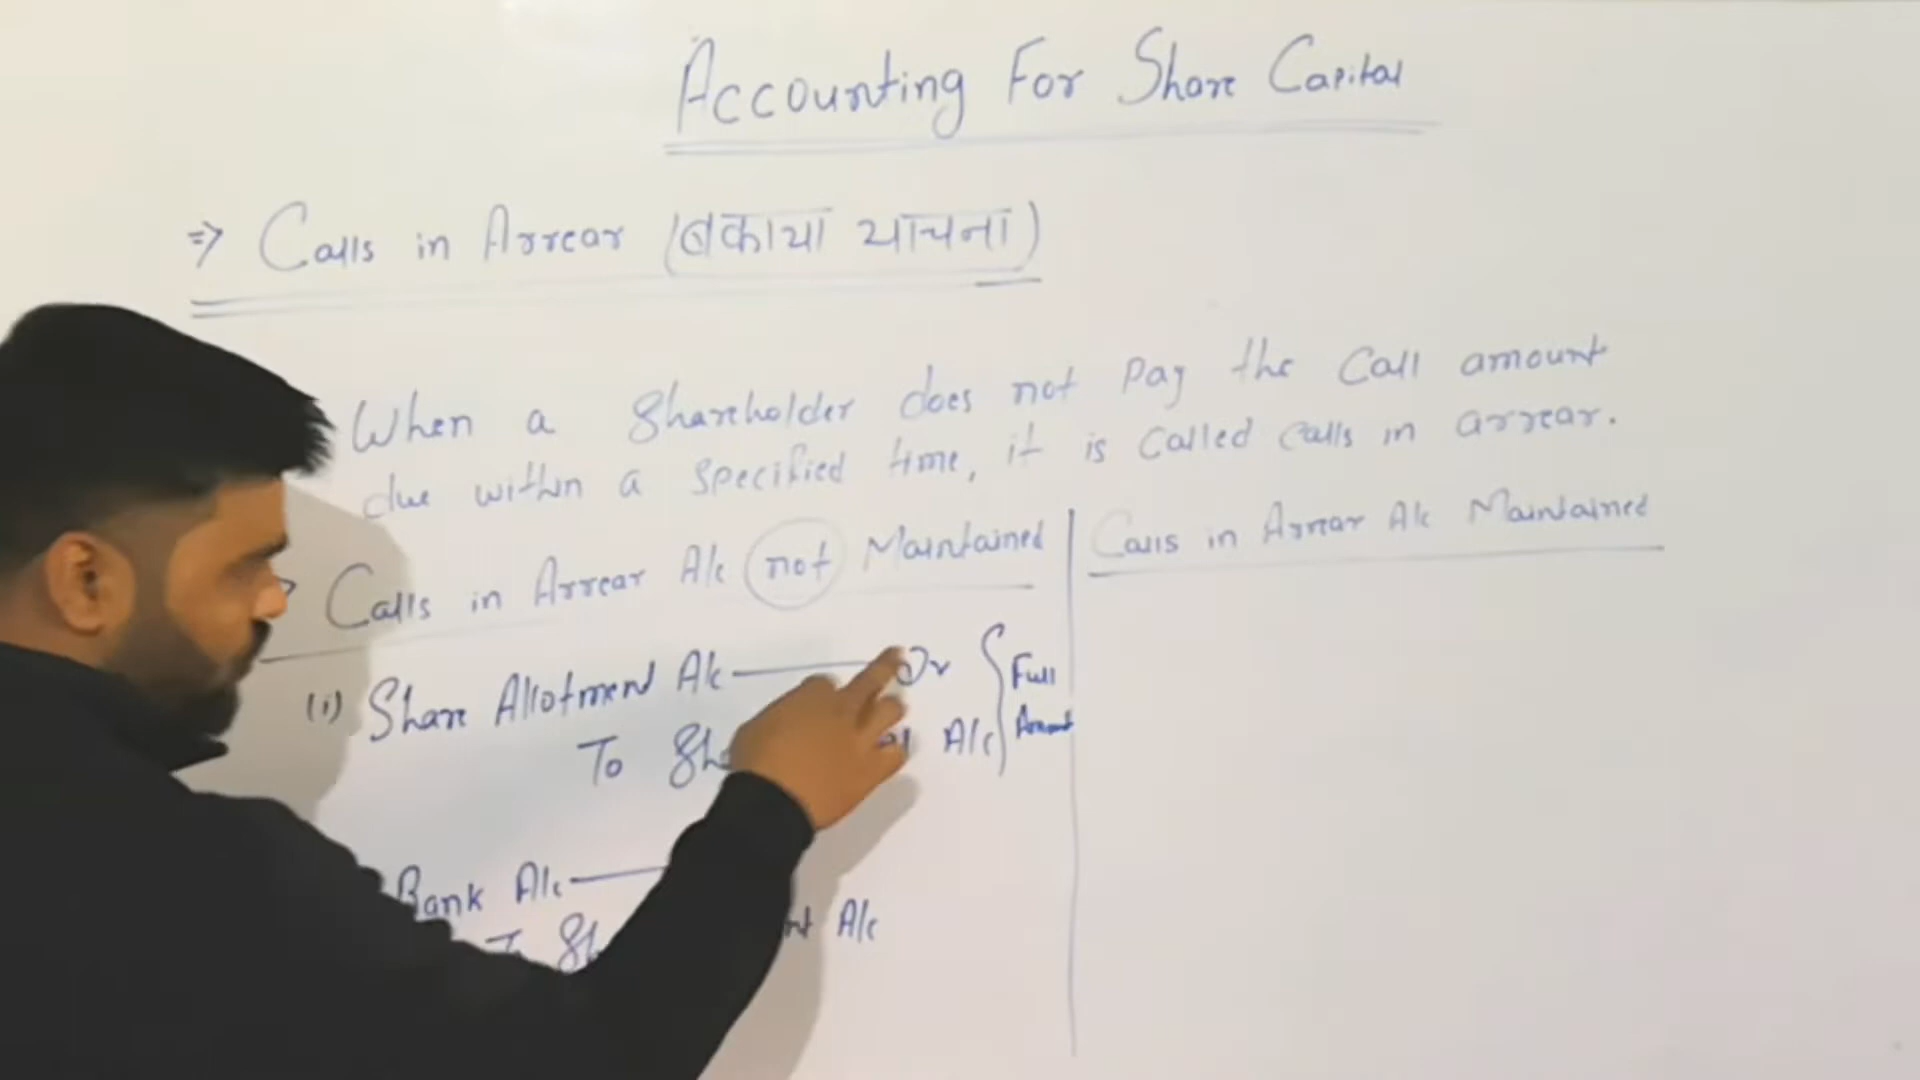 Accounting For Share Capital
⇒ Calls in Arrear (बकाया याचना)
When a Shareholder does not Pay the Call amount
due within a Specified time, it is Called Calls in arrear.
Calls in Arrear A/c not Maintained
(i) Share Allotment A/c — Dr
To A/c
Full
Amount
Bank A/c —
To A/c
Calls in Arrear A/c Maintained